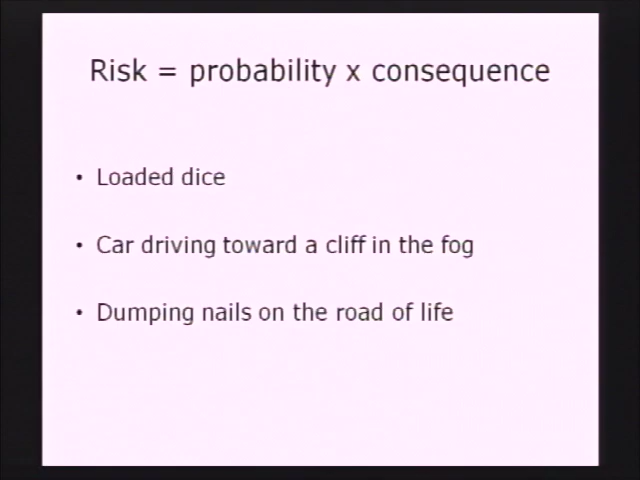 Risk = probability x consequence
• Loaded dice
• Car driving toward a cliff in the fog
• Dumping nails on the road of life